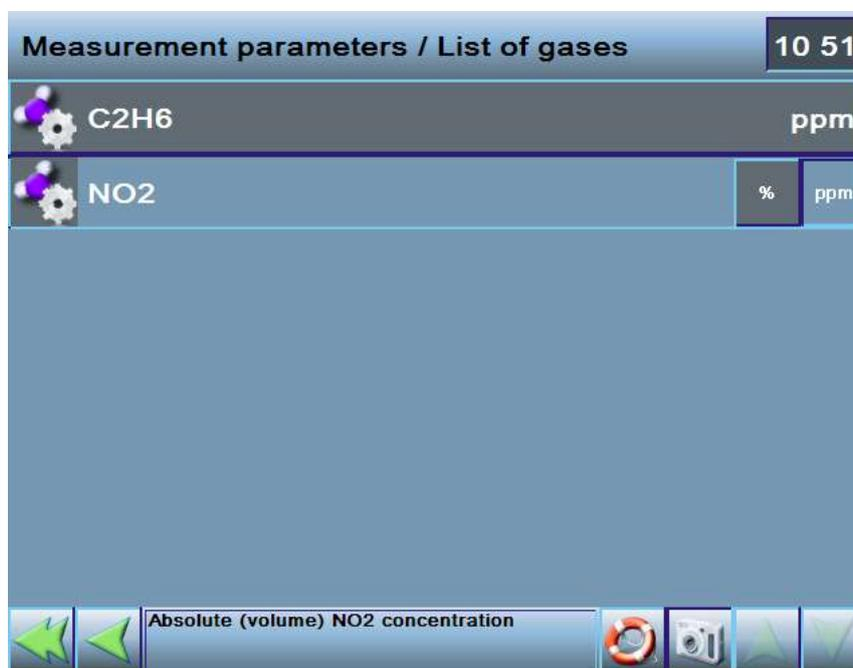 Measurement parameters / List of gases 10 51
C2H6 ppm
NO2 % ppm
Absolute (volume) NO2 concentration